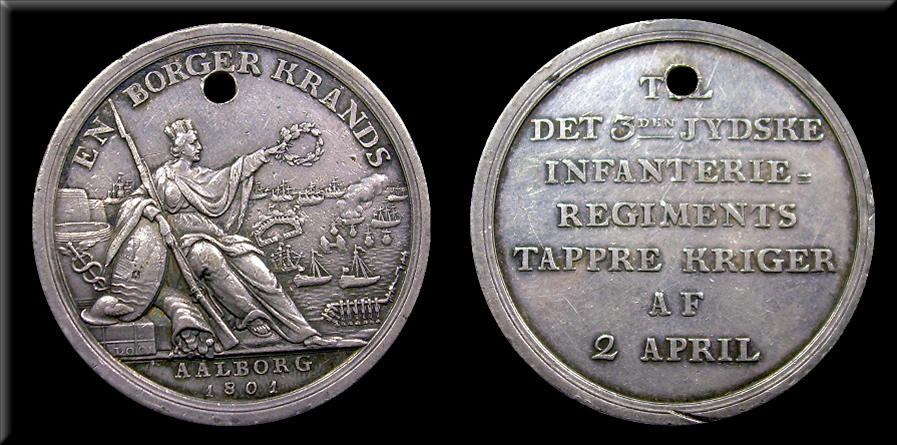 EN BORGER KRANDS
AALBORG
1801
TIL
DET 3DEN JYDSKE
INFANTERIE=
REGIMENTS
TAPPRE KRIGER
AF
2 APRIL